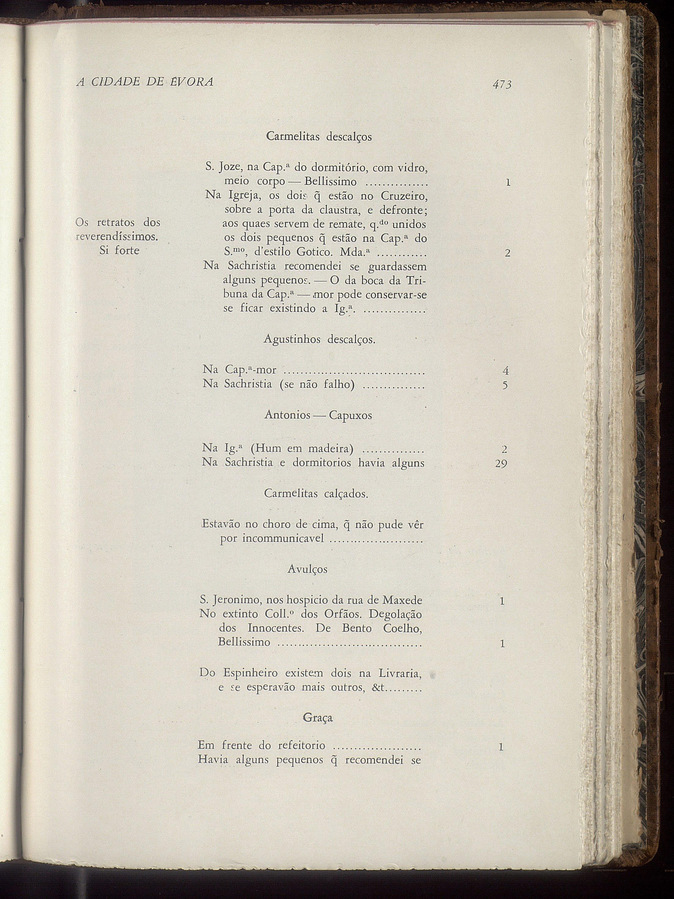 A CIDADE DE ÉVORA 473
Carmelitas descalços
S. Joze, na Cap.ª do dormitório, com vidro,
meio corpo — Bellissimo ............... 1
Na Igreja, os dois q̃ estão no Cruzeiro,
sobre a porta da claustra, e defronte;
Os retratos dos
reverendíssimos.
Si forte
aos quaes servem de remate, q.do unidos
os dois pequenos q̃ estão na Cap.ª do
S.mo, d'estilo Gotico. Mda.ª ............ 2
Na Sachristia recomendei se guardassem
alguns pequenos. — O da boca da Tri-
buna da Cap.ª — mor pode conservar-se
se ficar existindo a Ig.ª. ...............
Agustinhos descalços.
Na Cap.ª-mor .................................. 4
Na Sachristia (se não falho) ............... 5
Antonios — Capuxos
Na Ig.ª (Hum em madeira) ............... 2
Na Sachristia e dormitorios havia alguns 29
Carmelitas calçados.
Estavão no choro de cima, q̃ não pude vêr
por incommunicavel .......................
Avulços
S. Jeronimo, nos hospicio da rua de Maxede 1
No extinto Coll.º dos Orfãos. Degolação
dos Innocentes. De Bento Coelho,
Bellissimo ................................... 1
Do Espinheiro existem dois na Livraria,
e se esperavão mais outros, &t.........
Graça
Em frente do refeitorio ...................... 1
Havia alguns pequenos q̃ recomendei se